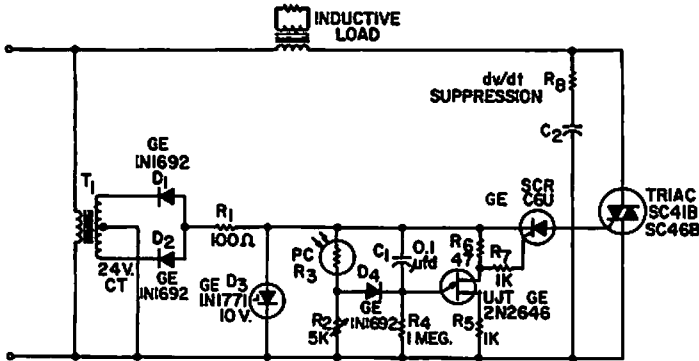 INDUCTIVE
LOAD
dv/dt
SUPPRESSION
R8
C2
GE
IN1692
D1
T1
R1
100Ω
D2
24V.
CT
GE
IN1692
GE D3
IN1771
10V.
PC
R3
D4
GE
IN1692
C1 0.1
μfd
R2
5K
R4
1 MEG.
R6
47
R7
1K
UJT GE
2N2646
R5
1K
GE
SCR
C6U
TRIAC
SC41B
SC46B